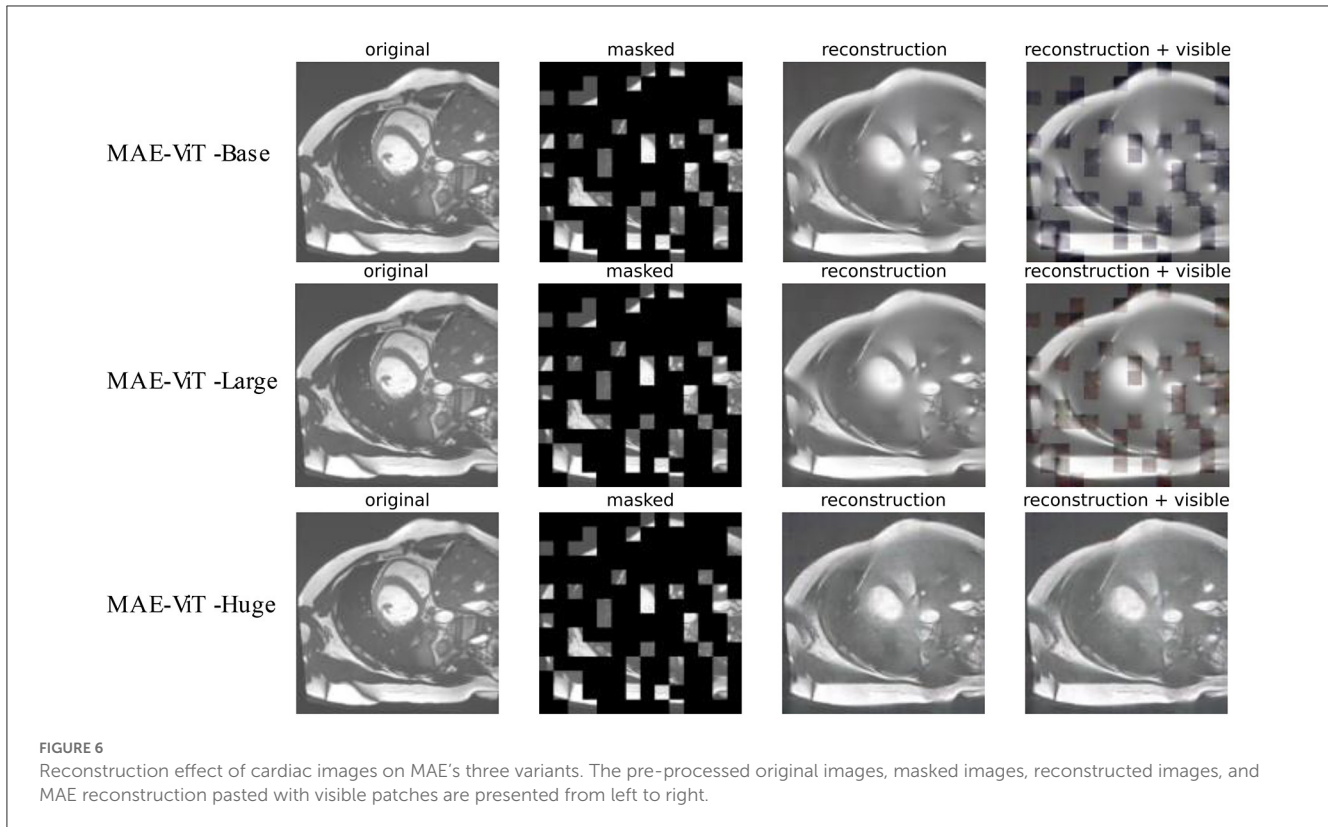 original masked reconstruction reconstruction + visible
MAE-ViT -Base
original masked reconstruction reconstruction + visible
MAE-ViT -Large
original masked reconstruction reconstruction + visible
MAE-ViT -Huge
FIGURE 6
Reconstruction effect of cardiac images on MAE's three variants. The pre-processed original images, masked images, reconstructed images, and
MAE reconstruction pasted with visible patches are presented from left to right.